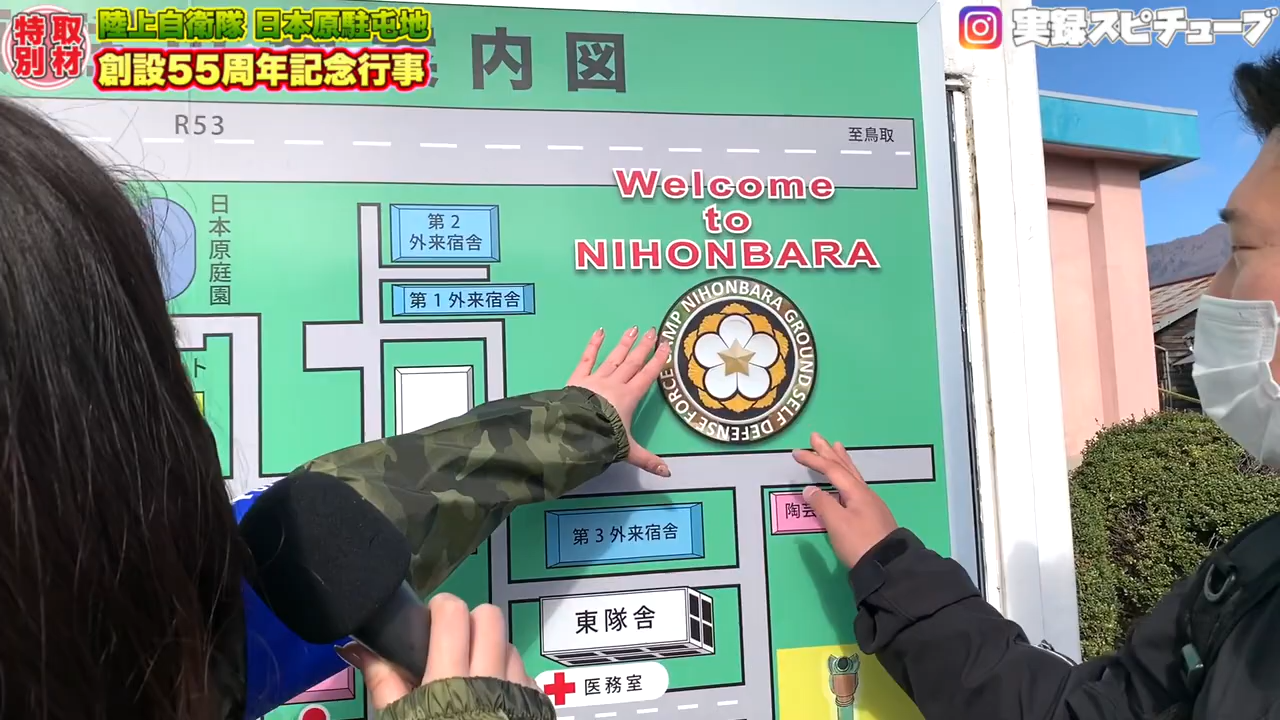 特別
取材
陸上自衛隊 日本原駐屯地
創設55周年記念行事
実録スピチューブ
案内図
R53
至鳥取
Welcome
to
NIHONBARA
日本原庭園
第2
外来宿舎
第1外来宿舎
ト
CAMP NIHONBARA GROUND SELF DEFENSE FORCE
陶芸
第3外来宿舎
東隊舎
医務室